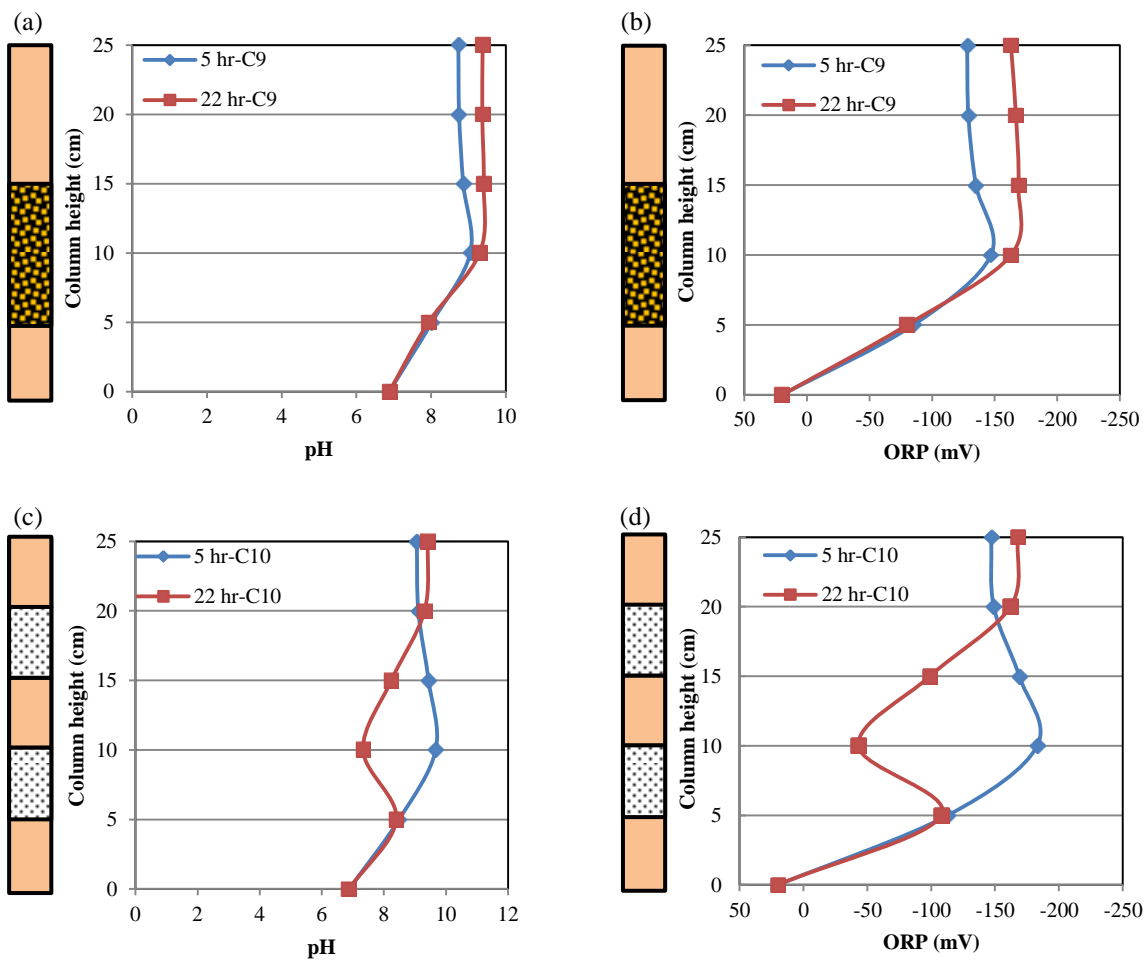 (a)
25
20
15
10
5
0
Column height (cm)
5 hr-C9
22 hr-C9
0 2 4 6 8 10
pH
(b)
25
20
15
10
5
0
Column height (cm)
5 hr-C9
22 hr-C9
50 0 -50 -100 -150 -200 -250
ORP (mV)
(c)
25
20
15
10
5
0
Column height (cm)
5 hr-C10
22 hr-C10
0 2 4 6 8 10 12
pH
(d)
25
20
15
10
5
0
Column height (cm)
5 hr-C10
22 hr-C10
50 0 -50 -100 -150 -200 -250
ORP (mV)